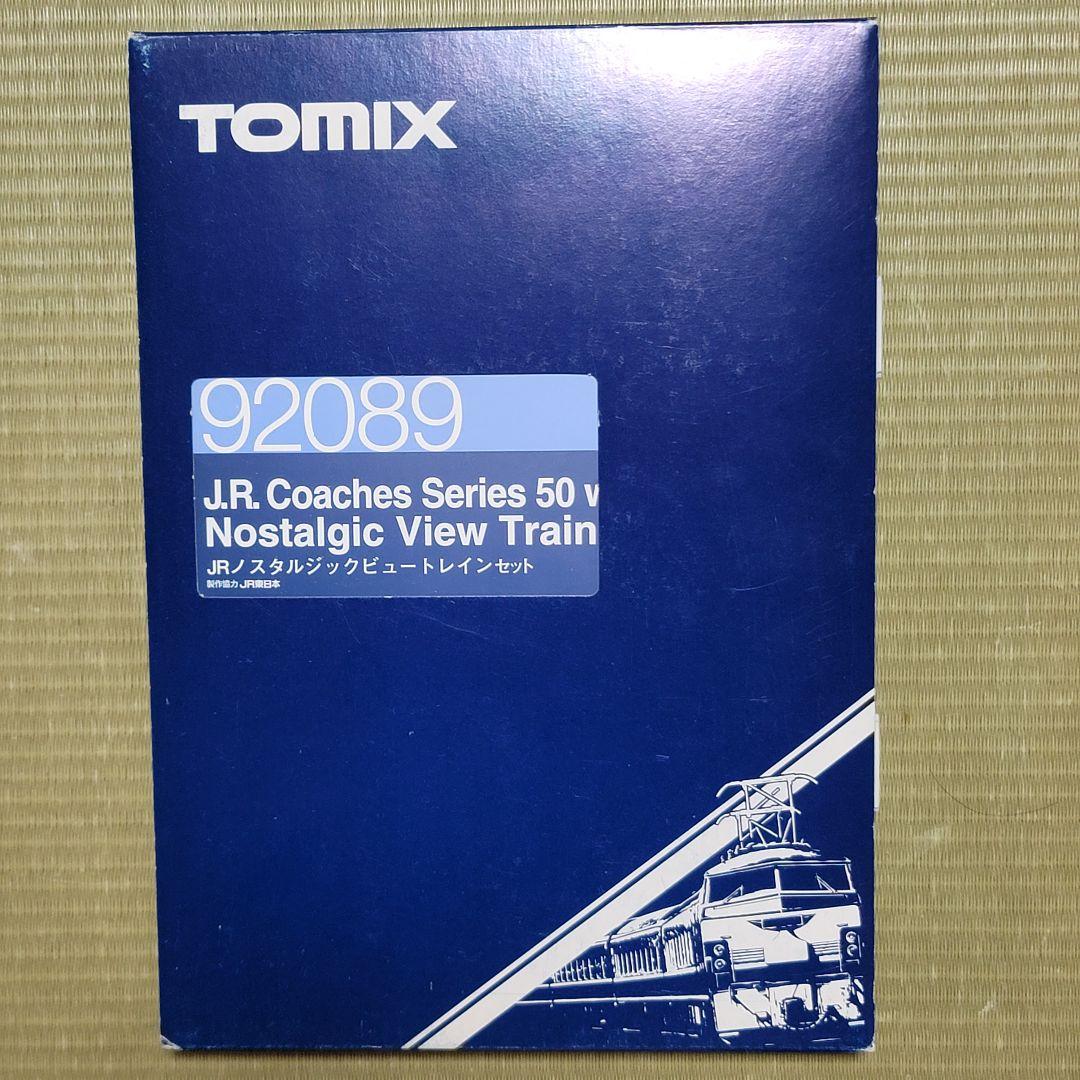 TOMIX
92089
J.R. Coaches Series 50 v
Nostalgic View Train
JRノスタルジックビュートレインセット
製作協力 JR東日本